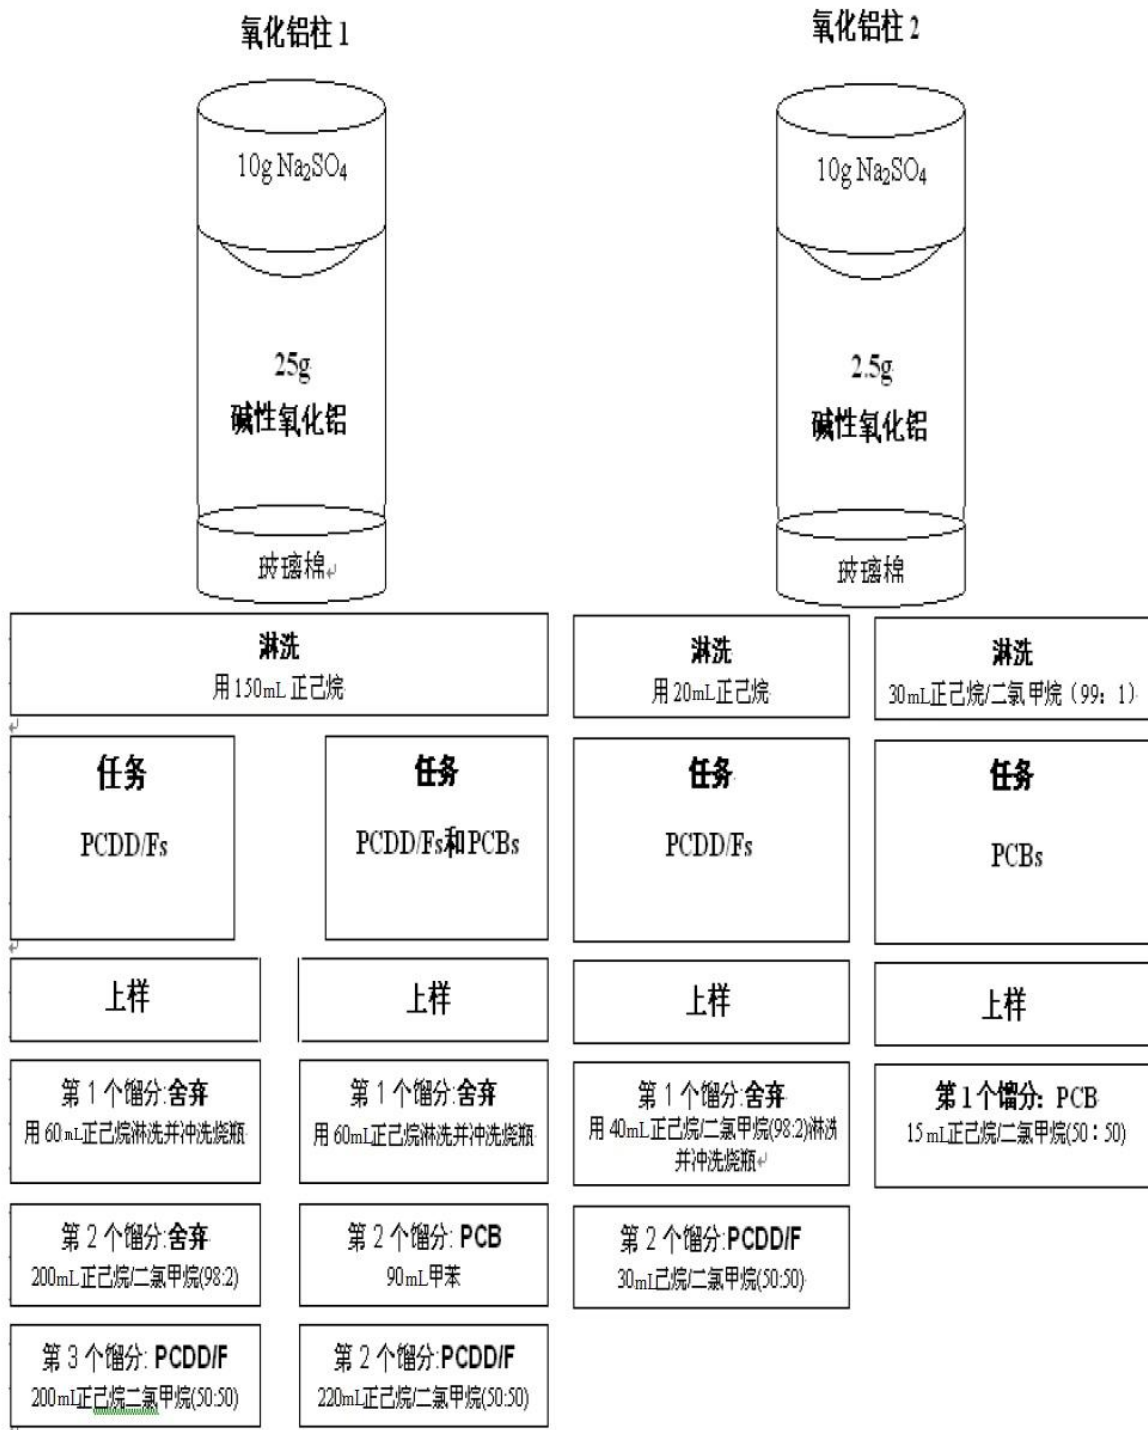 氧化铝柱 1
10g Na₂SO₄
25g
碱性氧化铝
玻璃棉
氧化铝柱 2
10g Na₂SO₄
2.5g
碱性氧化铝
玻璃棉
淋洗
用 150mL 正己烷
淋洗
用 20mL正己烷
淋洗
30mL正己烷/二氯甲烷（99：1）
任务
PCDD/Fs
任务
PCDD/Fs和PCBs
任务
PCDD/Fs
任务
PCBs
上样
上样
上样
上样
第 1 个馏分:舍弃
用 60mL正己烷淋洗并冲洗烧瓶
第 1 个馏分:舍弃
用 60mL正己烷淋洗并冲洗烧瓶
第 1 个馏分:舍弃
用 40mL正己烷/二氯甲烷(98:2)淋洗
并冲洗烧瓶
第 1 个馏分: PCB
15 mL正己烷/二氯甲烷(50：50)
第 2 个馏分:舍弃
200mL正己烷/二氯甲烷(98:2)
第 2 个馏分: PCB
90mL甲苯
第 2 个馏分:PCDD/F
30mL己烷/二氯甲烷(50:50)
第 3 个馏分: PCDD/F
200mL正己烷二氯甲烷(50:50)
第 2 个馏分:PCDD/F
220mL正己烷/二氯甲烷(50:50)